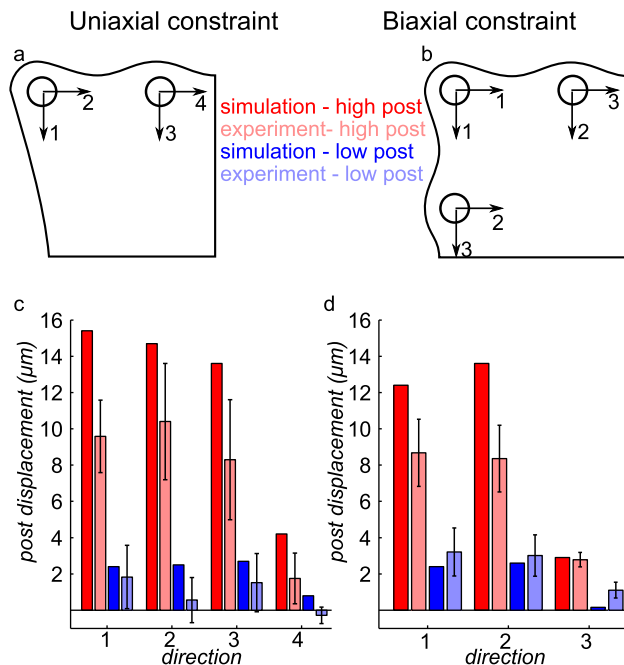 Uniaxial constraint
Biaxial constraint
a
2
4
1
3
b
1
3
1
2
2
3
simulation - high post
experiment- high post
simulation - low post
experiment - low post
c
post displacement (μm)
16
14
12
10
8
6
4
2
1 2 3 4
direction
d
post displacement (μm)
16
14
12
10
8
6
4
2
1 2 3
direction